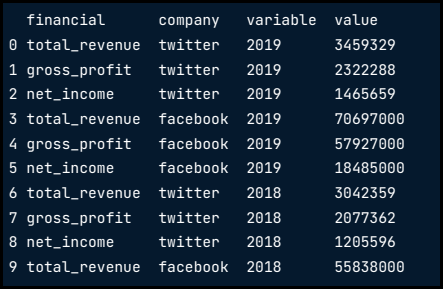 financial company variable value
0 total_revenue twitter 2019 3459329
1 gross_profit twitter 2019 2322288
2 net_income twitter 2019 1465659
3 total_revenue facebook 2019 70697000
4 gross_profit facebook 2019 57927000
5 net_income facebook 2019 18485000
6 total_revenue twitter 2018 3042359
7 gross_profit twitter 2018 2077362
8 net_income twitter 2018 1205596
9 total_revenue facebook 2018 55838000